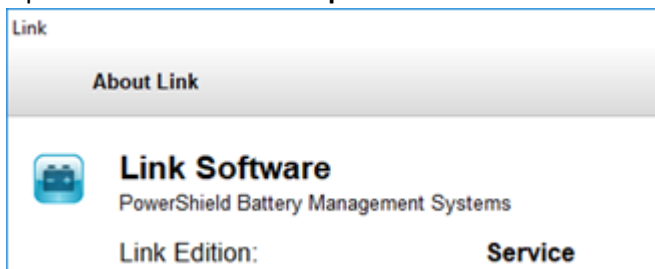 Link
About Link
Link Software
PowerShield Battery Management Systems
Link Edition: Service